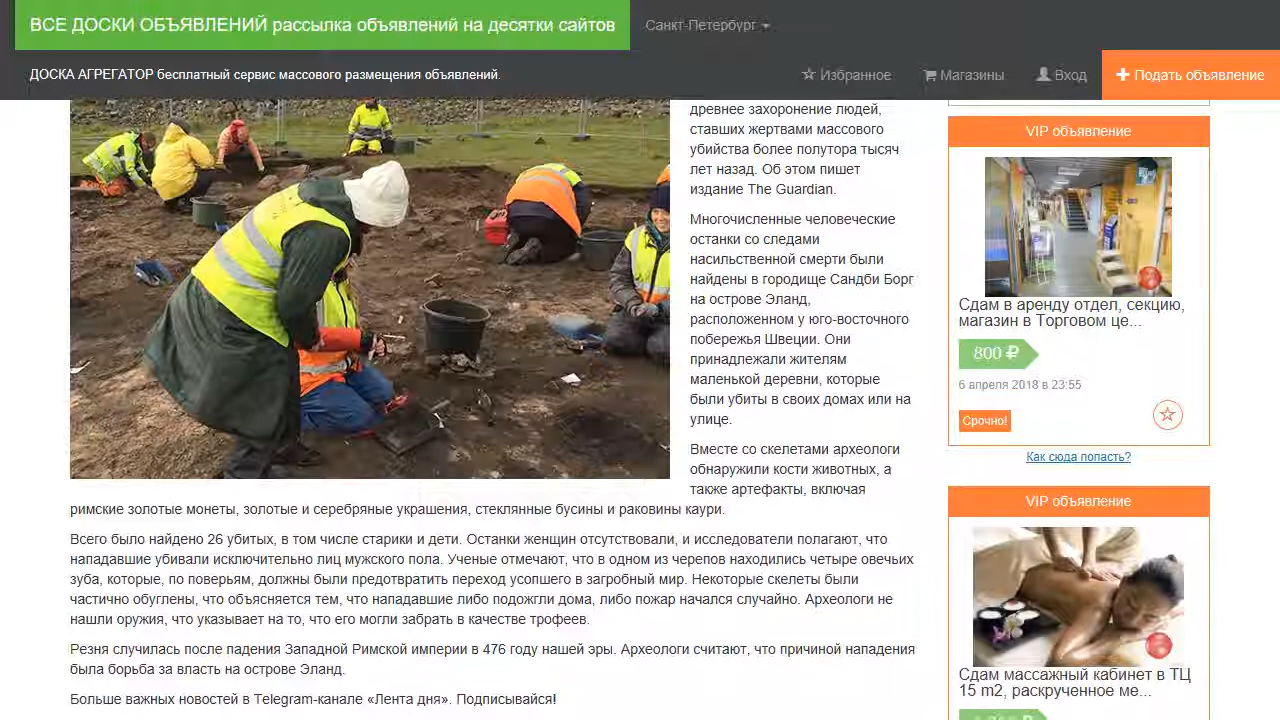 ВСЕ ДОСКИ ОБЪЯВЛЕНИЙ рассылка объявлений на десятки сайтов
Санкт-Петербург
ДОСКА АГРЕГАТОР бесплатный сервис массового размещения объявлений.
Избранное
Магазины
Вход
Подать объявление
древнее захоронение людей,
ставших жертвами массового
убийства более полутора тысяч
лет назад. Об этом пишет
издание The Guardian.
Многочисленные человеческие
останки со следами
насильственной смерти были
найдены в городище Сандби Борг
на острове Эланд,
расположенном у юго-восточного
побережья Швеции. Они
принадлежали жителям
маленькой деревни, которые
были убиты в своих домах или на
улице.
Вместе со скелетами археологи
обнаружили кости животных, а
также артефакты, включая
римские золотые монеты, золотые и серебряные украшения, стеклянные бусины и раковины каури.
Всего было найдено 26 убитых, в том числе старики и дети. Останки женщин отсутствовали, и исследователи полагают, что
нападавшие убивали исключительно лиц мужского пола. Ученые отмечают, что в одном из черепов находились четыре овечьих
зуба, которые, по поверьям, должны были предотвратить переход усопшего в загробный мир. Некоторые скелеты были
частично обуглены, что объясняется тем, что нападавшие либо подожгли дома, либо пожар начался случайно. Археологи не
нашли оружия, что указывает на то, что его могли забрать в качестве трофеев.
Резня случилась после падения Западной Римской империи в 476 году нашей эры. Археологи считают, что причиной нападения
была борьба за власть на острове Эланд.
Больше важных новостей в Telegram-канале «Лента дня». Подписывайся!
VIP объявление
Сдам в аренду отдел, секцию,
магазин в Торговом це...
800 ₽
6 апреля 2018 в 23:55
Срочно!
Как сюда попасть?
VIP объявление
Сдам массажный кабинет в ТЦ
15 m2, раскрученное ме...